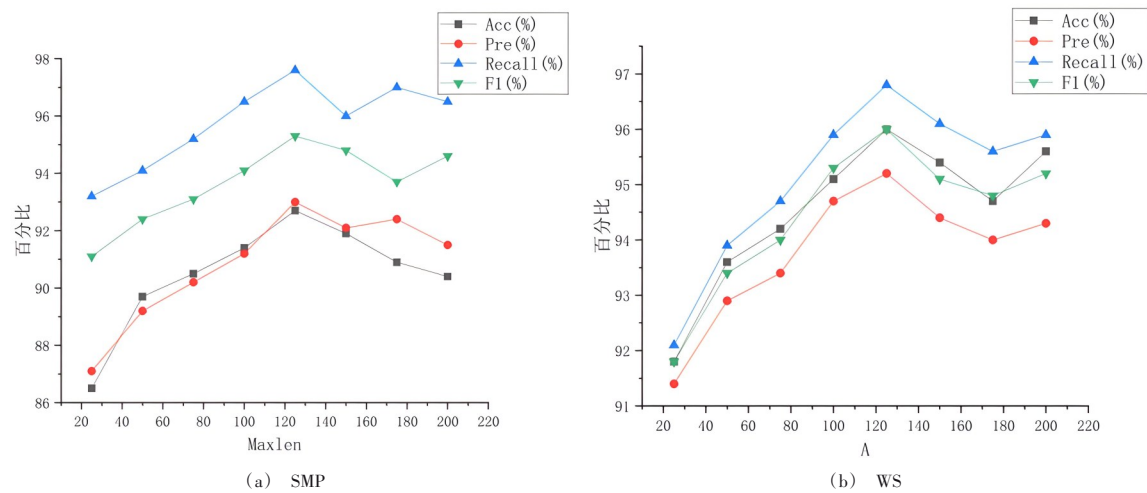 Acc(%)
Pre(%)
Recall(%)
F1(%)
98
96
94
92
90
88
86
百分比
20 40 60 80 100 120 140 160 180 200 220
Maxlen
(a) SMP
Acc(%)
Pre(%)
Recall(%)
F1(%)
97
96
95
94
93
92
91
百分比
20 40 60 80 100 120 140 160 180 200 220
A
(b) WS